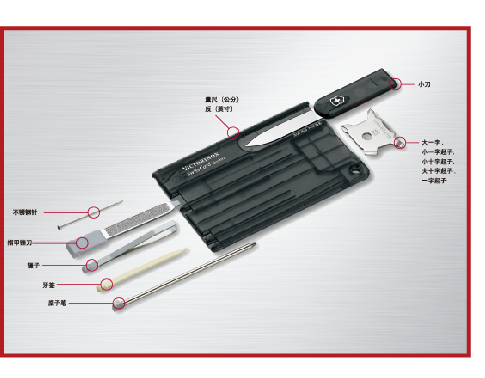 小刀
量尺（公分）
反（英寸）
大一字．
小一字起子．
小十字起子．
大十字起子．
一字起子
VICTORINOX
不锈钢针
指甲锉刀
镊子
牙签
原子笔